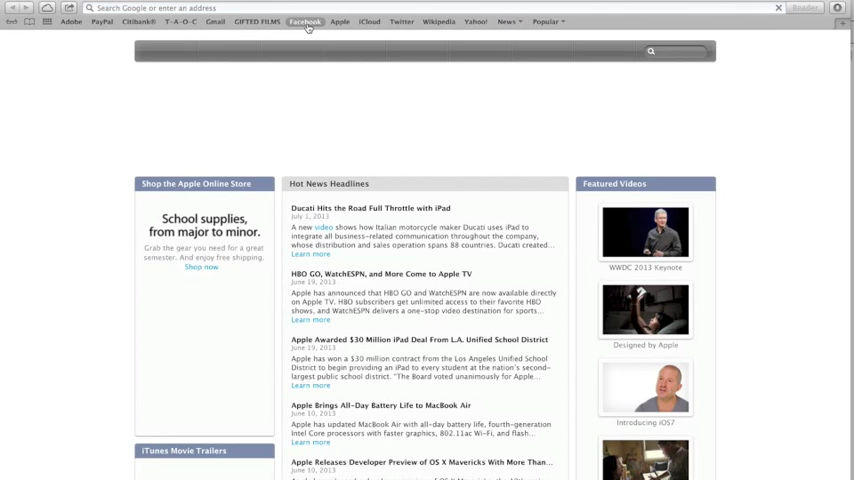 Search Google or enter an address
Reader
Adobe PayPal Citibank® T-A-O-C Gmail GIFTED FILMS Facebook Apple iCloud Twitter Wikipedia Yahoo! News Popular
Shop the Apple Online Store
School supplies,
from major to minor.
Grab the gear you need for a great
semester. And enjoy free shipping.
Shop now
iTunes Movie Trailers
Hot News Headlines
Ducati Hits the Road Full Throttle with iPad
July 1, 2013
A new video shows how Italian motorcycle maker Ducati uses iPad to
integrate all business-related communication throughout the company,
whose distribution and sales operation spans 88 countries. Ducati created...
Learn more
HBO GO, WatchESPN, and More Come to Apple TV
June 19, 2013
Apple has announced that HBO GO and WatchESPN are now available directly
on Apple TV. HBO subscribers get unlimited access to their favorite HBO
shows, and WatchESPN delivers a one-stop video destination for sports...
Learn more
Apple Awarded $30 Million iPad Deal From L.A. Unified School District
June 19, 2013
Apple has won a $30 million contract from the Los Angeles Unified School
District to begin providing an iPad to every student at the nation's second-
largest public school district. "The Board voted unanimously for Apple...
Learn more
Apple Brings All-Day Battery Life to MacBook Air
June 10, 2013
Apple has updated MacBook Air with all-day battery life, fourth-generation
Intel Core processors with faster graphics, 802.11ac Wi-Fi, and flash...
Learn more
Apple Releases Developer Preview of OS X Mavericks With More Than...
June 10, 2013
Featured Videos
WWDC 2013 Keynote
Designed by Apple
Introducing iOS7